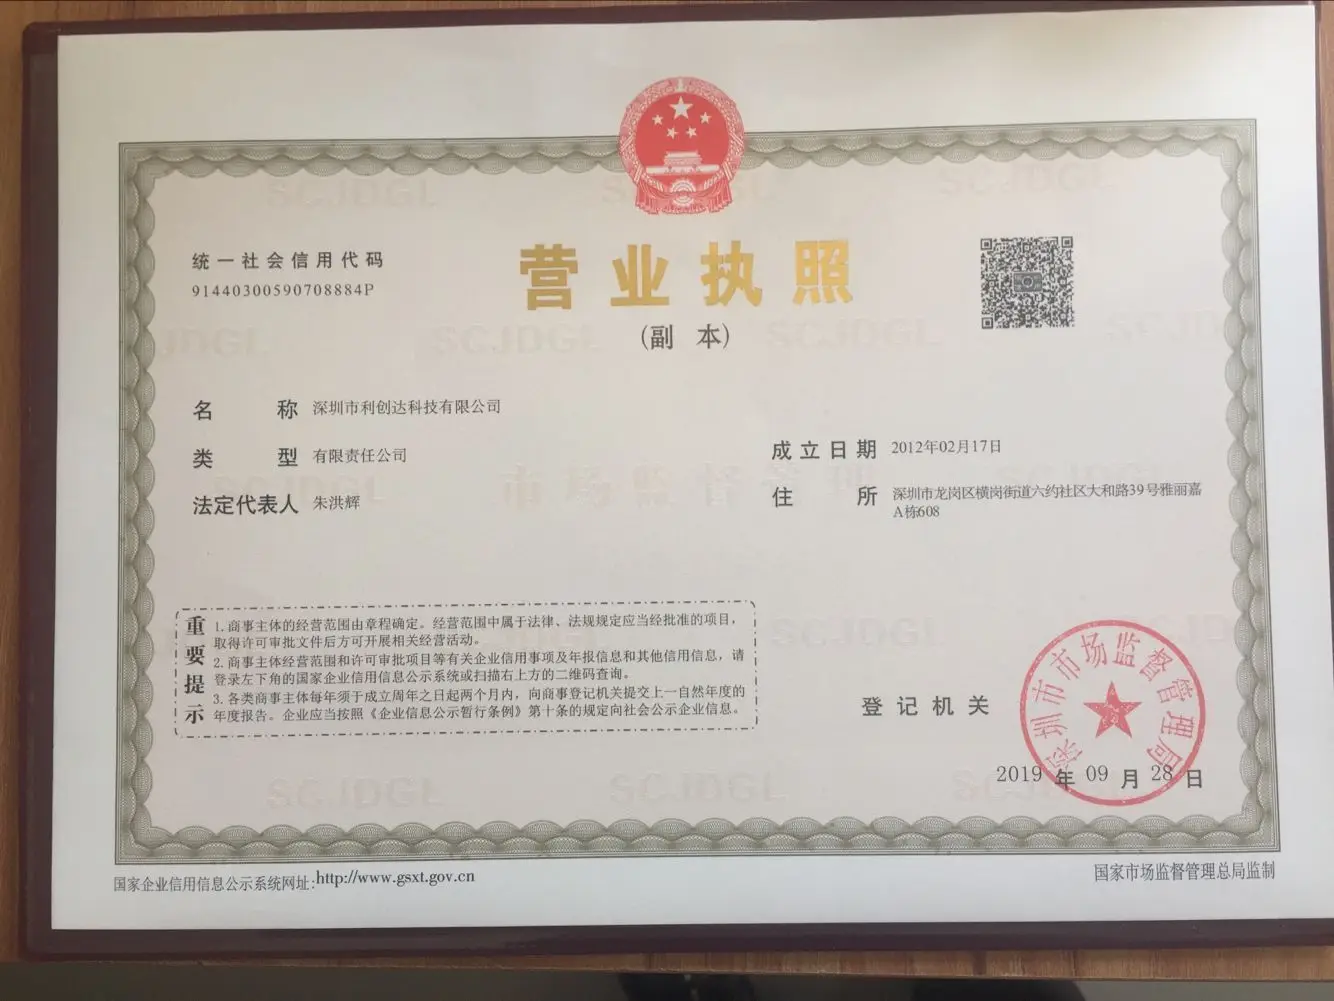 营业执照
(副 本)
统一社会信用代码
91440300590708884P
名 称 深圳市利创达科技有限公司
类 型 有限责任公司
法定代表人 朱洪辉
成立日期 2012年02月17日
住 所 深圳市龙岗区横岗街道六约社区大和路39号雅丽嘉
A栋608
重要提示
1. 商事主体的经营范围由章程确定。经营范围中属于法律、法规规定应当经批准的项目，
取得许可审批文件后方可开展相关经营活动。
2. 商事主体经营范围和许可审批项目等有关企业信用事项及年报信息和其他信用信息，请
登录左下角的国家企业信用信息公示系统或扫描右上方的二维码查询。
3. 各类商事主体每年须于成立周年之日起两个月内，向商事登记机关提交上一自然年度的
年度报告。企业应当按照《企业信息公示暂行条例》第十条的规定向社会公示企业信息。
登记机关
深圳市市场监督管理局
2019 年 09 月 28 日
国家企业信用信息公示系统网址:http://www.gsxt.gov.cn
国家市场监督管理总局监制
SCJDGL
市场监督管理